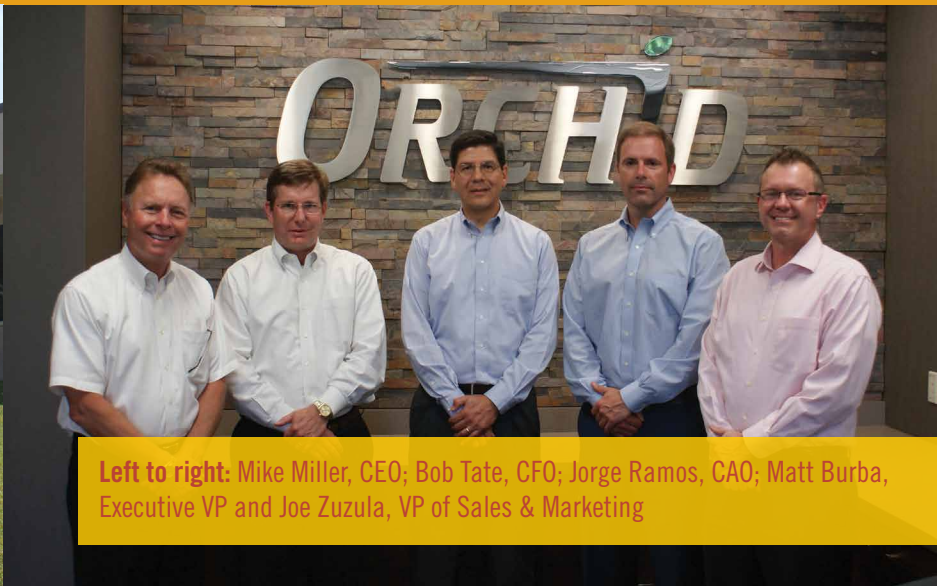 ORCHID
Left to right: Mike Miller, CEO; Bob Tate, CFO; Jorge Ramos, CAO; Matt Burba,
Executive VP and Joe Zuzula, VP of Sales & Marketing